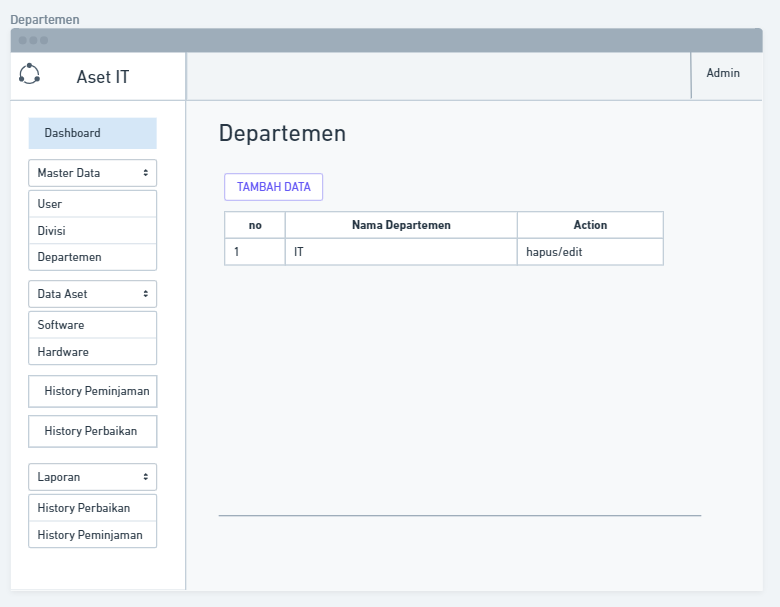 Departemen
Aset IT
Admin
Dashboard
Master Data
User
Divisi
Departemen
Data Aset
Software
Hardware
History Peminjaman
History Perbaikan
Laporan
History Perbaikan
History Peminjaman
Departemen
TAMBAH DATA
no Nama Departemen Action
1 IT hapus/edit